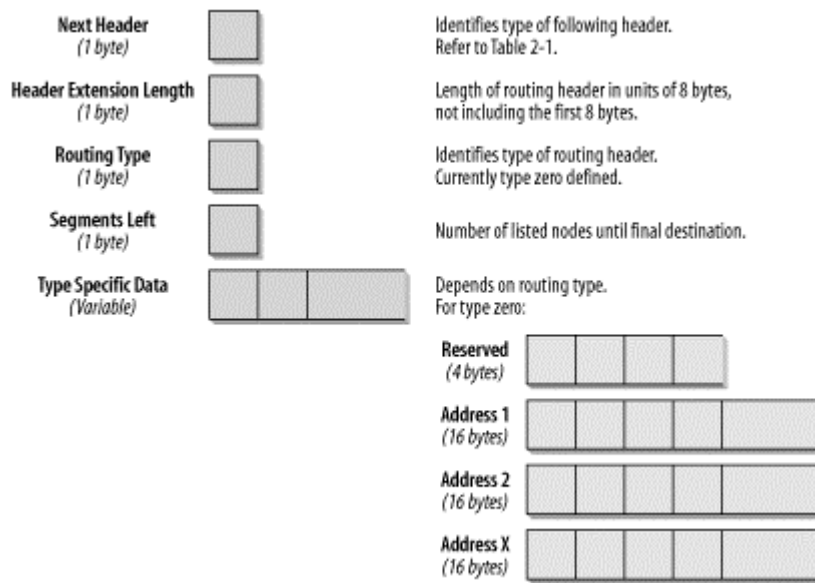 Next Header
(1 byte)
Identifies type of following header.
Refer to Table 2-1.
Header Extension Length
(1 byte)
Length of routing header in units of 8 bytes,
not including the first 8 bytes.
Routing Type
(1 byte)
Identifies type of routing header.
Currently type zero defined.
Segments Left
(1 byte)
Number of listed nodes until final destination.
Type Specific Data
(Variable)
Depends on routing type.
For type zero:
Reserved
(4 bytes)
Address 1
(16 bytes)
Address 2
(16 bytes)
Address X
(16 bytes)